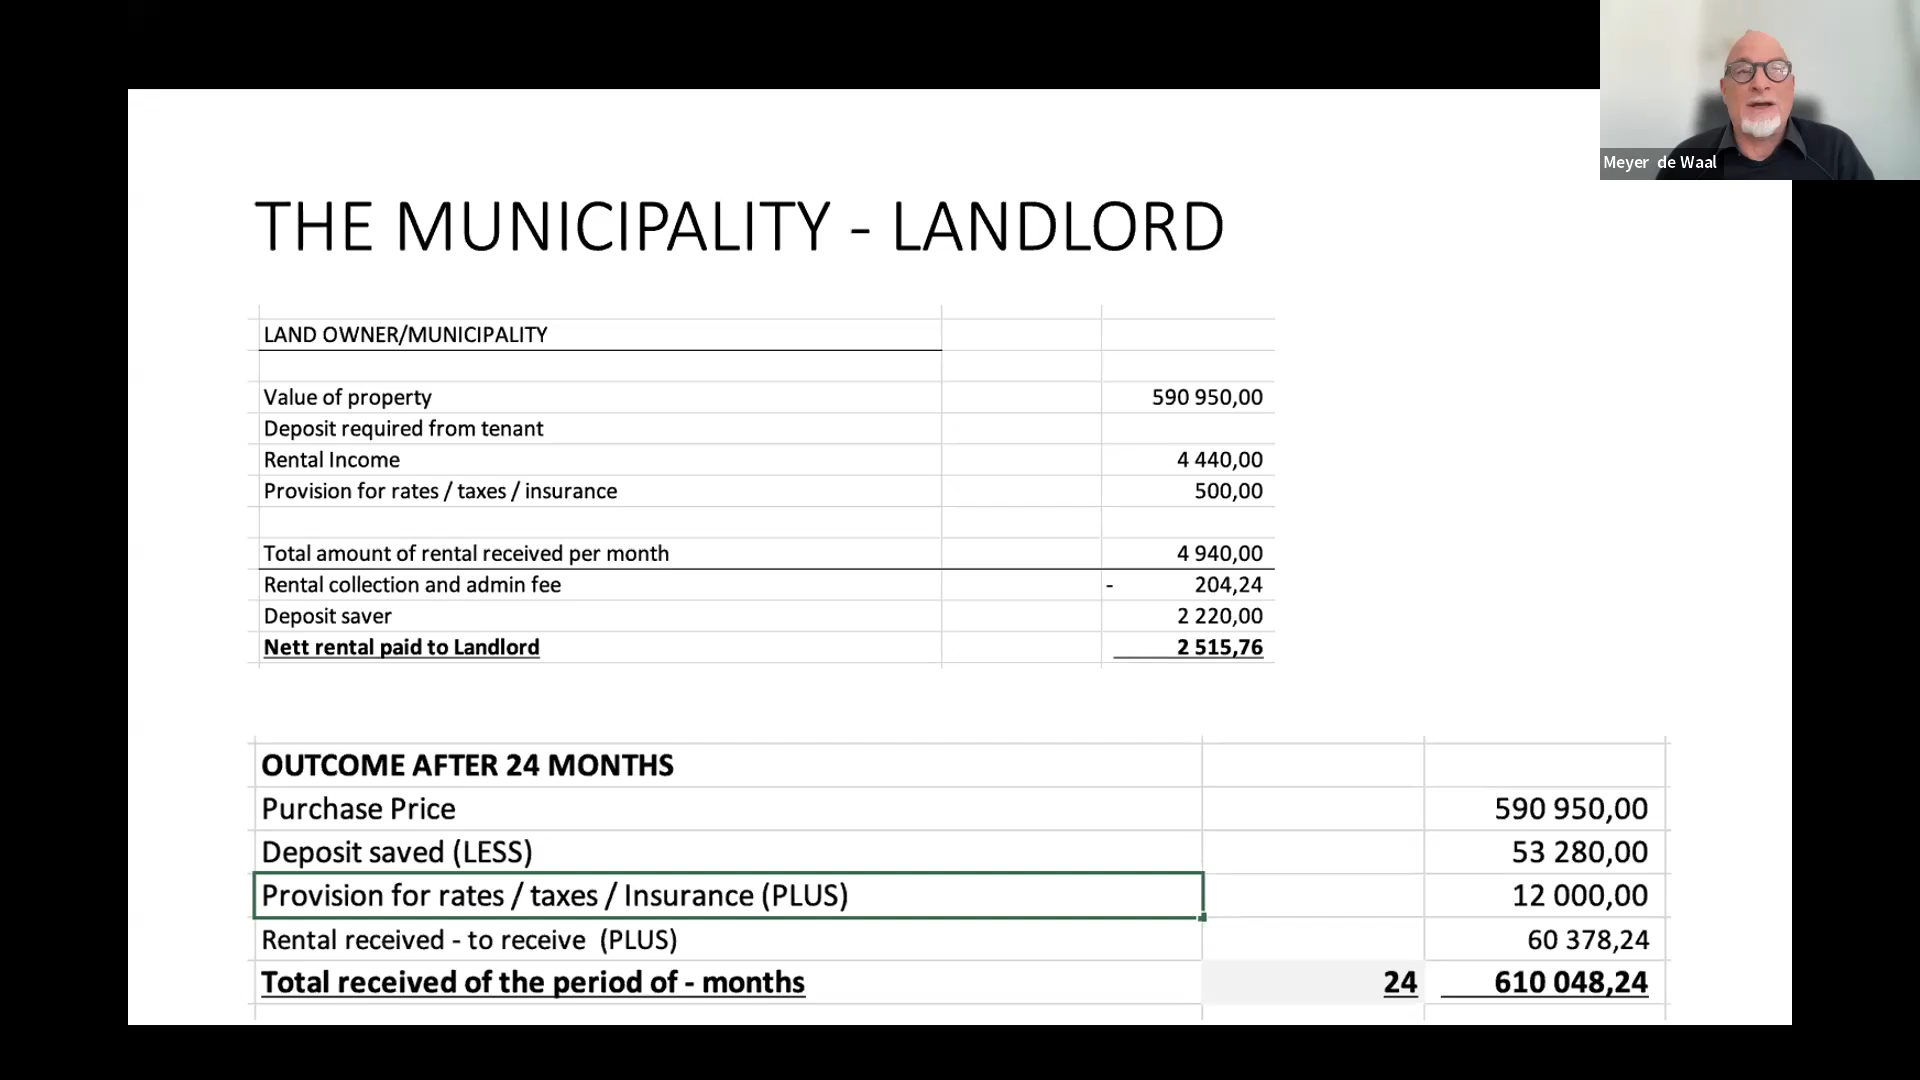 Meyer de Waal
THE MUNICIPALITY - LANDLORD
LAND OWNER/MUNICIPALITY
Value of property 590 950,00
Deposit required from tenant
Rental Income 4 440,00
Provision for rates / taxes / insurance 500,00
Total amount of rental received per month 4 940,00
Rental collection and admin fee - 204,24
Deposit saver 2 220,00
Nett rental paid to Landlord 2 515,76
OUTCOME AFTER 24 MONTHS
Purchase Price 590 950,00
Deposit saved (LESS) 53 280,00
Provision for rates / taxes / Insurance (PLUS) 12 000,00
Rental received - to receive (PLUS) 60 378,24
Total received of the period of - months 24 610 048,24